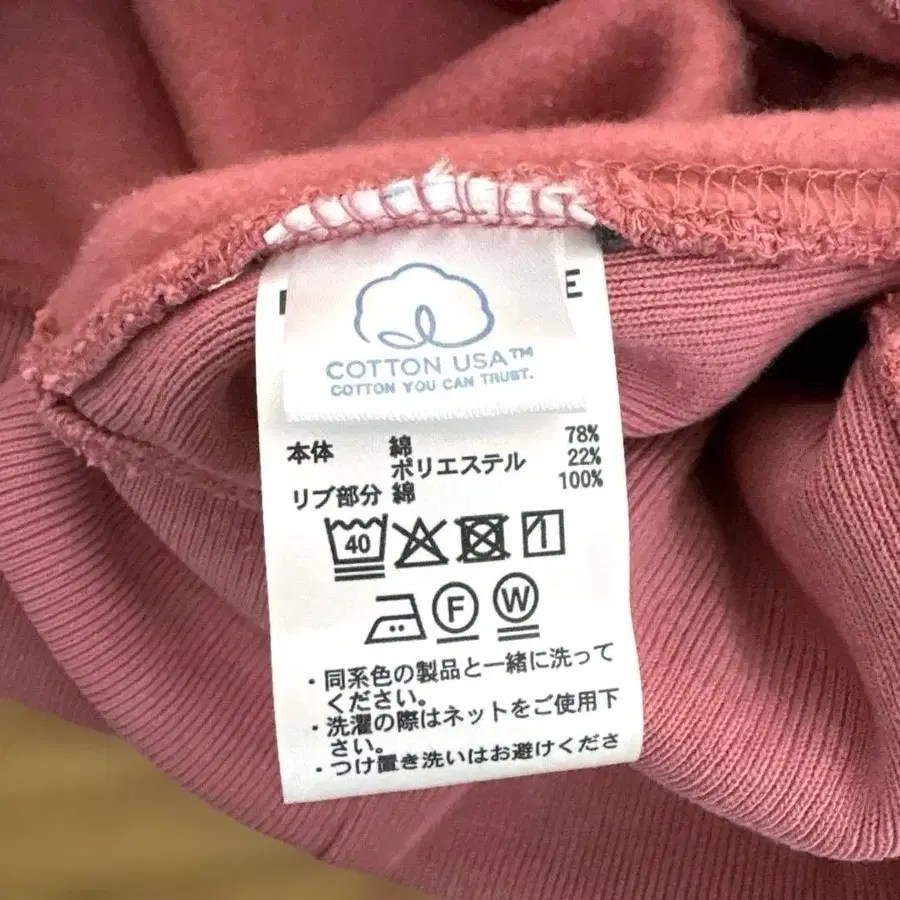 COTTON USA™
COTTON YOU CAN TRUST.
本体 綿 78%
ポリエステル 22%
リブ部分 綿 100%
40
F W
・同系色の製品と一緒に洗って
ください。
・洗濯の際はネットをご使用下
さい。
・つけ置き洗いはお避けくださ